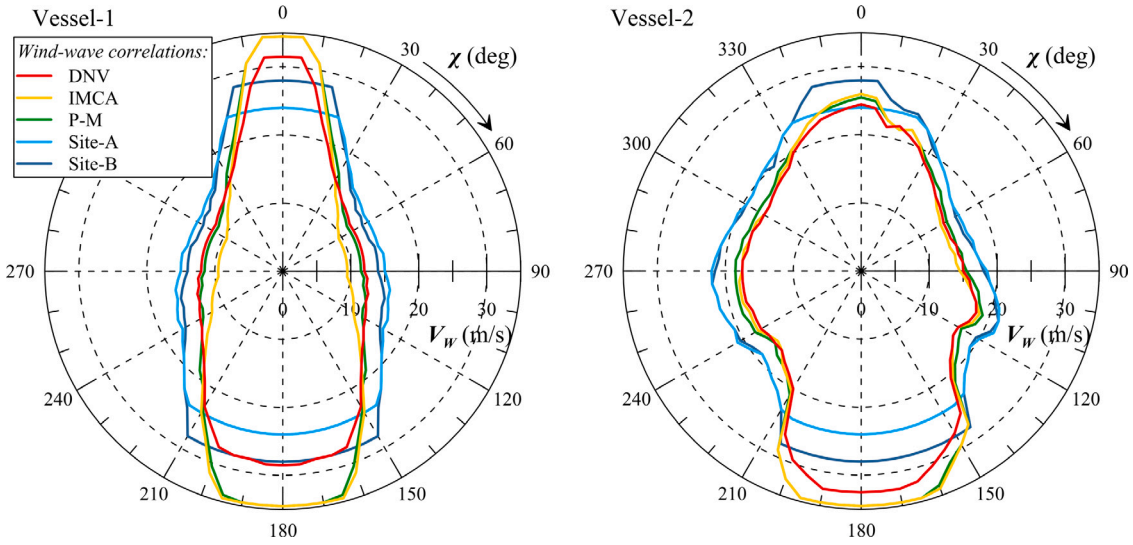 Vessel-1
Wind-wave correlations:
DNV
IMCA
P-M
Site-A
Site-B
0
30
χ (deg)
60
90
120
150
180
210
240
270
0 10 20 30
V_W (m/s)
Vessel-2
0
30
χ (deg)
60
90
120
150
180
210
240
270
300
330
0 10 20 30
V_W (m/s)